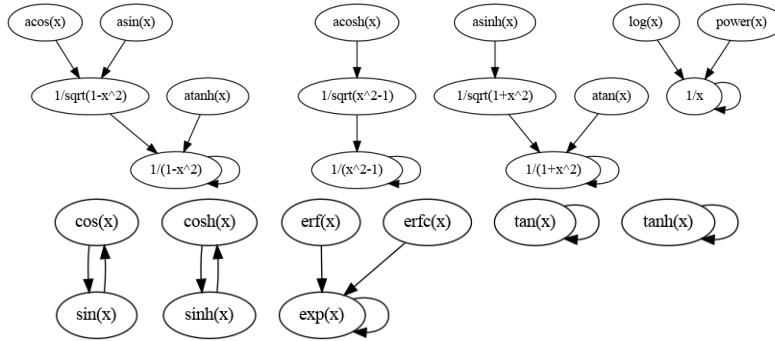 acos(x) asin(x) acosh(x) asinh(x) log(x) power(x)
1/sqrt(1-x^2) atanh(x) 1/sqrt(x^2-1) 1/sqrt(1+x^2) atan(x) 1/x
1/(1-x^2) 1/(x^2-1) 1/(1+x^2)
cos(x) cosh(x) erf(x) erfc(x) tan(x) tanh(x)
sin(x) sinh(x) exp(x)